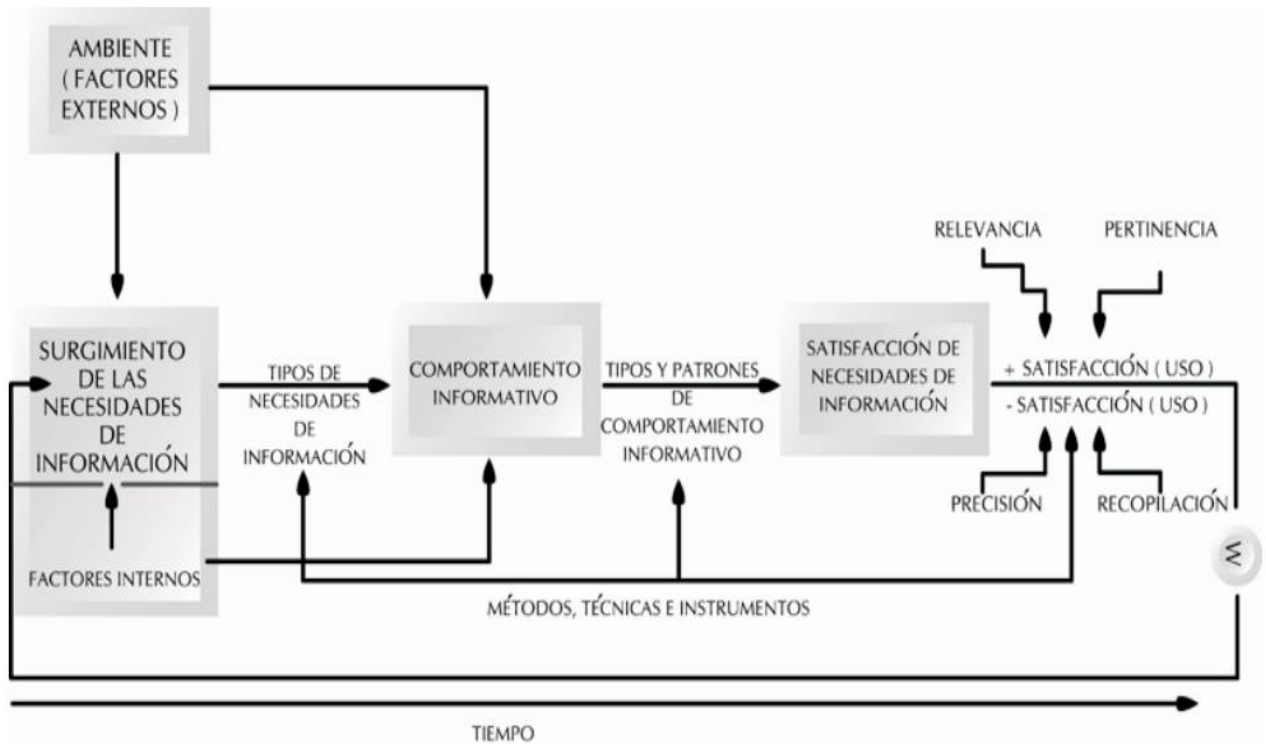 AMBIENTE
( FACTORES
EXTERNOS )
RELEVANCIA
PERTINENCIA
SURGIMIENTO
DE LAS
NECESIDADES
DE
INFORMACIÓN
FACTORES INTERNOS
TIPOS DE
NECESIDADES
DE
INFORMACIÓN
COMPORTAMIENTO
INFORMATIVO
TIPOS Y PATRONES
DE
COMPORTAMIENTO
INFORMATIVO
SATISFACCIÓN DE
NECESIDADES DE
INFORMACIÓN
+ SATISFACCIÓN ( USO )
- SATISFACCIÓN ( USO )
PRECISIÓN
RECOPILACIÓN
W
MÉTODOS, TÉCNICAS E INSTRUMENTOS
TIEMPO